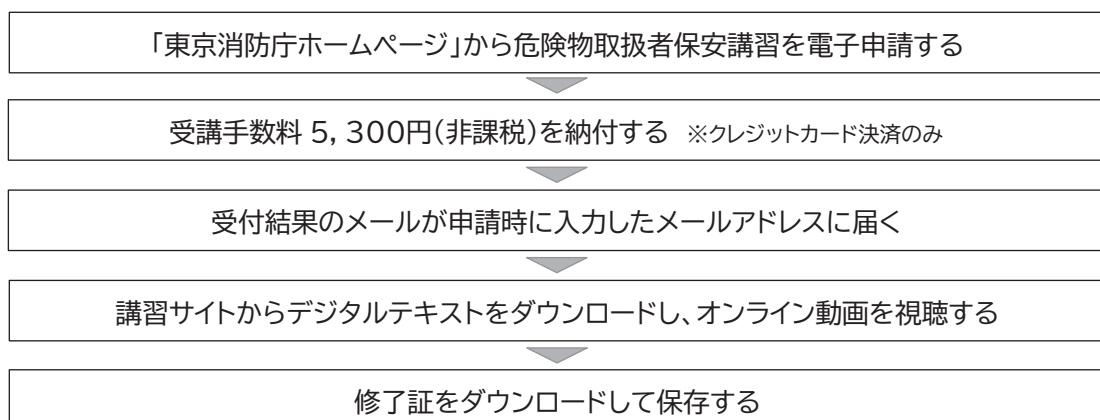 「東京消防庁ホームページ」から危険物取扱者保安講習を電子申請する
受講手数料 5，300円(非課税)を納付する ※クレジットカード決済のみ
受付結果のメールが申請時に入力したメールアドレスに届く
講習サイトからデジタルテキストをダウンロードし、オンライン動画を視聴する
修了証をダウンロードして保存する